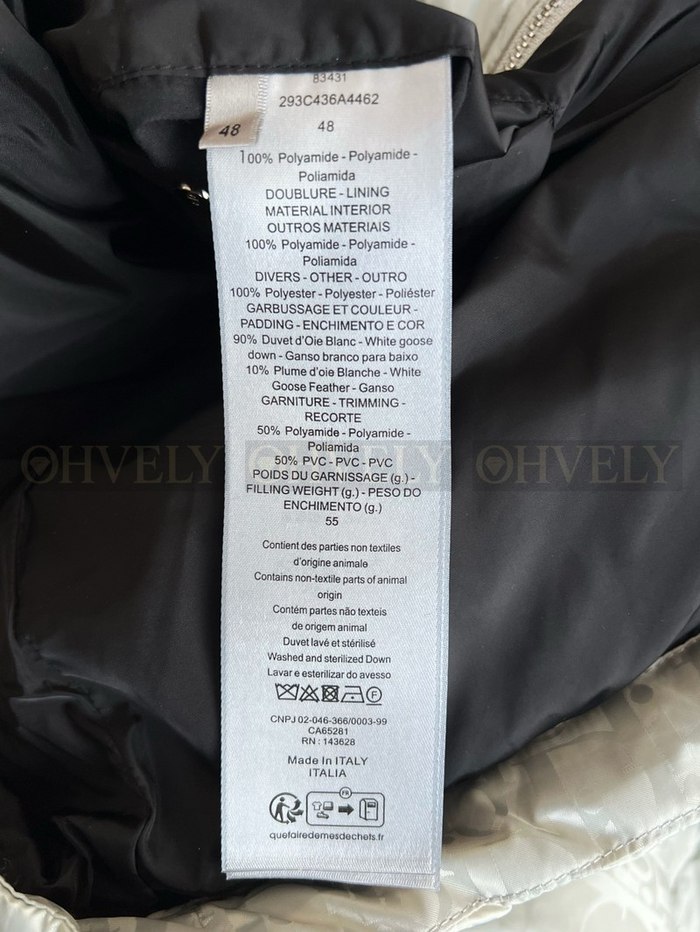 83431
293C436A4462
48
48
100% Polyamide - Polyamide -
Poliamida
DOUBLURE - LINING
MATERIAL INTERIOR
OUTROS MATERIAIS
100% Polyamide - Polyamide -
Poliamida
DIVERS - OTHER - OUTRO
100% Polyester - Polyester - Poliéster
GARBUSSAGE ET COULEUR -
PADDING - ENCHIMENTO E COR
90% Duvet d'Oie Blanc - White goose
down - Ganso branco para baixo
10% Plume d'oie Blanche - White
Goose Feather - Ganso
GARNITURE - TRIMMING -
RECORTE
50% Polyamide - Polyamide -
Poliamida
50% PVC - PVC - PVC
OHVELY OHVELY OHVELY
POIDS DU GARNISSAGE (g.) -
FILLING WEIGHT (g.) - PESO DO
ENCHIMENTO (g.)
55
Contient des parties non textiles
d'origine animale
Contains non-textile parts of animal
origin
Contém partes não texteis
de origem animal
Duvet lavé et stérilisé
Washed and sterilized Down
Lavar e esterilizar do avesso
F
CNPJ 02-046-366/0003-99
CA65281
RN : 143628
Made In ITALY
ITALIA
FR
quefairedemesdechets.fr